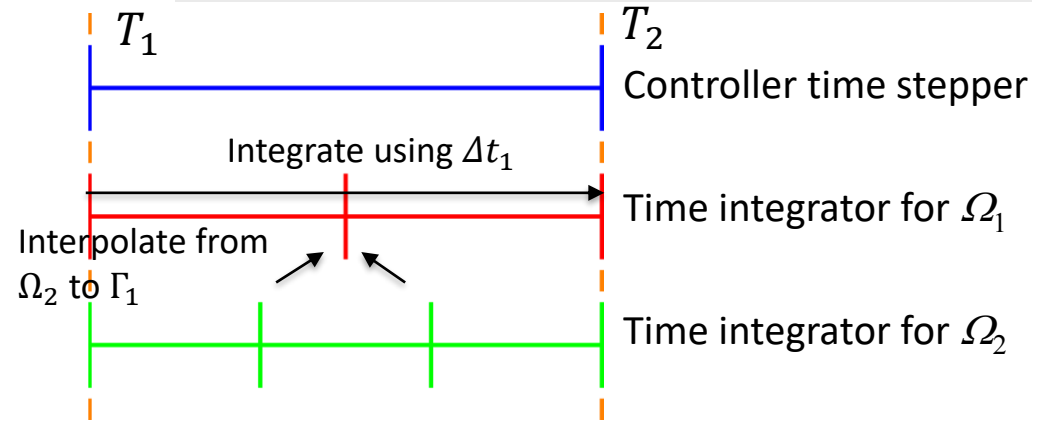 T₁
T₂
Controller time stepper
Integrate using Δt₁
Time integrator for Ω₁
Interpolate from
Ω₂ to Γ₁
Time integrator for Ω₂